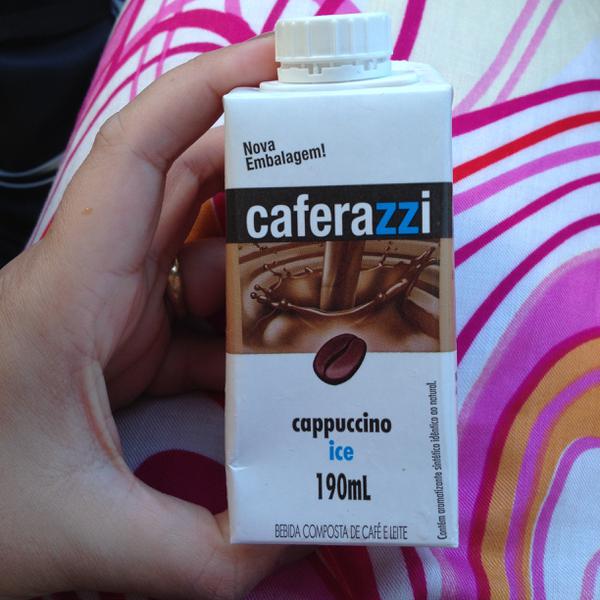 Nova
Embalagem!
caferazzi
cappuccino
ice
190mL
BEBIDA COMPOSTA DE CAFÉ E LEITE
Contém aromatizante sintético idêntico ao natural.